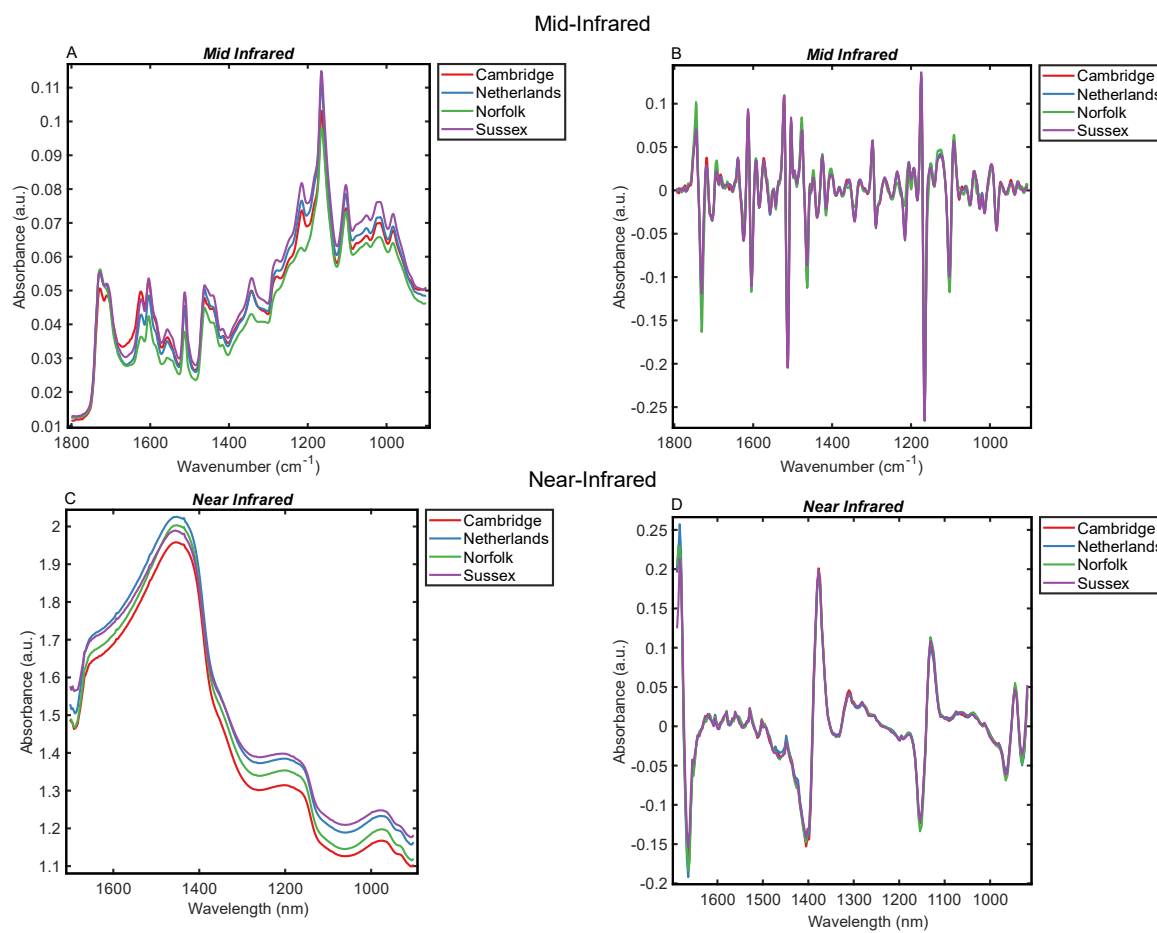 Mid-Infrared
A
Mid Infrared
Absorbance (a.u.)
0.11
0.1
0.09
0.08
0.07
0.06
0.05
0.04
0.03
0.02
0.01
1800
1600
1400
1200
1000
Wavenumber (cm⁻¹)
Cambridge
Netherlands
Norfolk
Sussex
B
Mid Infrared
Absorbance (a.u.)
0.1
0.05
0
-0.05
-0.1
-0.15
-0.2
-0.25
1800
1600
1400
1200
1000
Wavenumber (cm⁻¹)
Cambridge
Netherlands
Norfolk
Sussex
Near-Infrared
C
Near Infrared
Absorbance (a.u.)
2
1.9
1.8
1.7
1.6
1.5
1.4
1.3
1.2
1.1
1600
1400
1200
1000
Wavelength (nm)
Cambridge
Netherlands
Norfolk
Sussex
D
Near Infrared
Absorbance (a.u.)
0.25
0.2
0.15
0.1
0.05
0
-0.05
-0.1
-0.15
-0.2
1600
1500
1400
1300
1200
1100
1000
Wavelength (nm)
Cambridge
Netherlands
Norfolk
Sussex